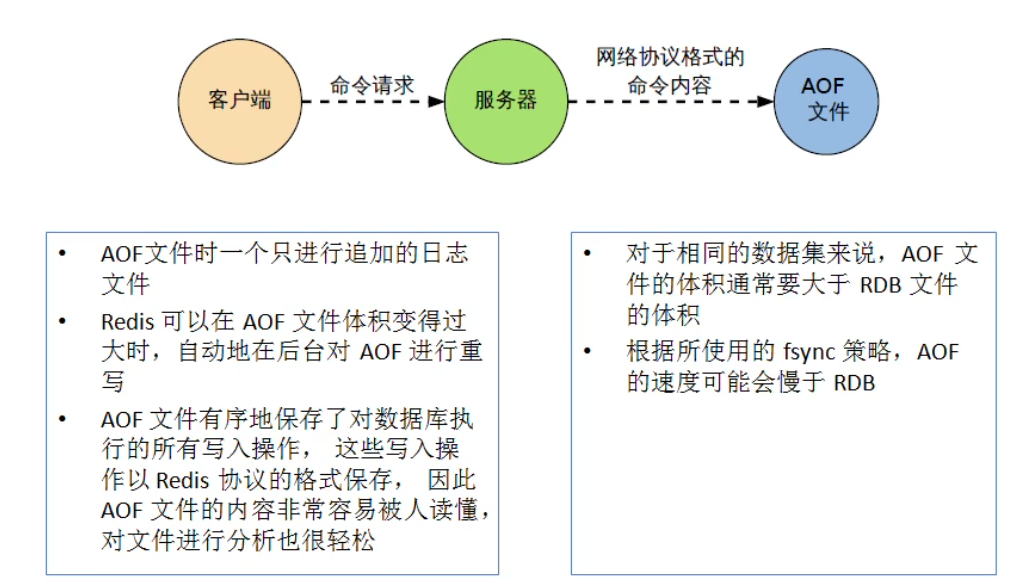 客户端
命令请求
服务器
网络协议格式的
命令内容
AOF
文件
• AOF文件时一个只进行追加的日志
文件
• Redis 可以在 AOF 文件体积变得过
大时，自动地在后台对 AOF 进行重
写
• AOF 文件有序地保存了对数据库执
行的所有写入操作， 这些写入操
作以 Redis 协议的格式保存， 因此
AOF 文件的内容非常容易被人读懂，
对文件进行分析也很轻松
• 对于相同的数据集来说，AOF 文
件的体积通常要大于 RDB 文件
的体积
• 根据所使用的 fsync 策略，AOF
的速度可能会慢于 RDB